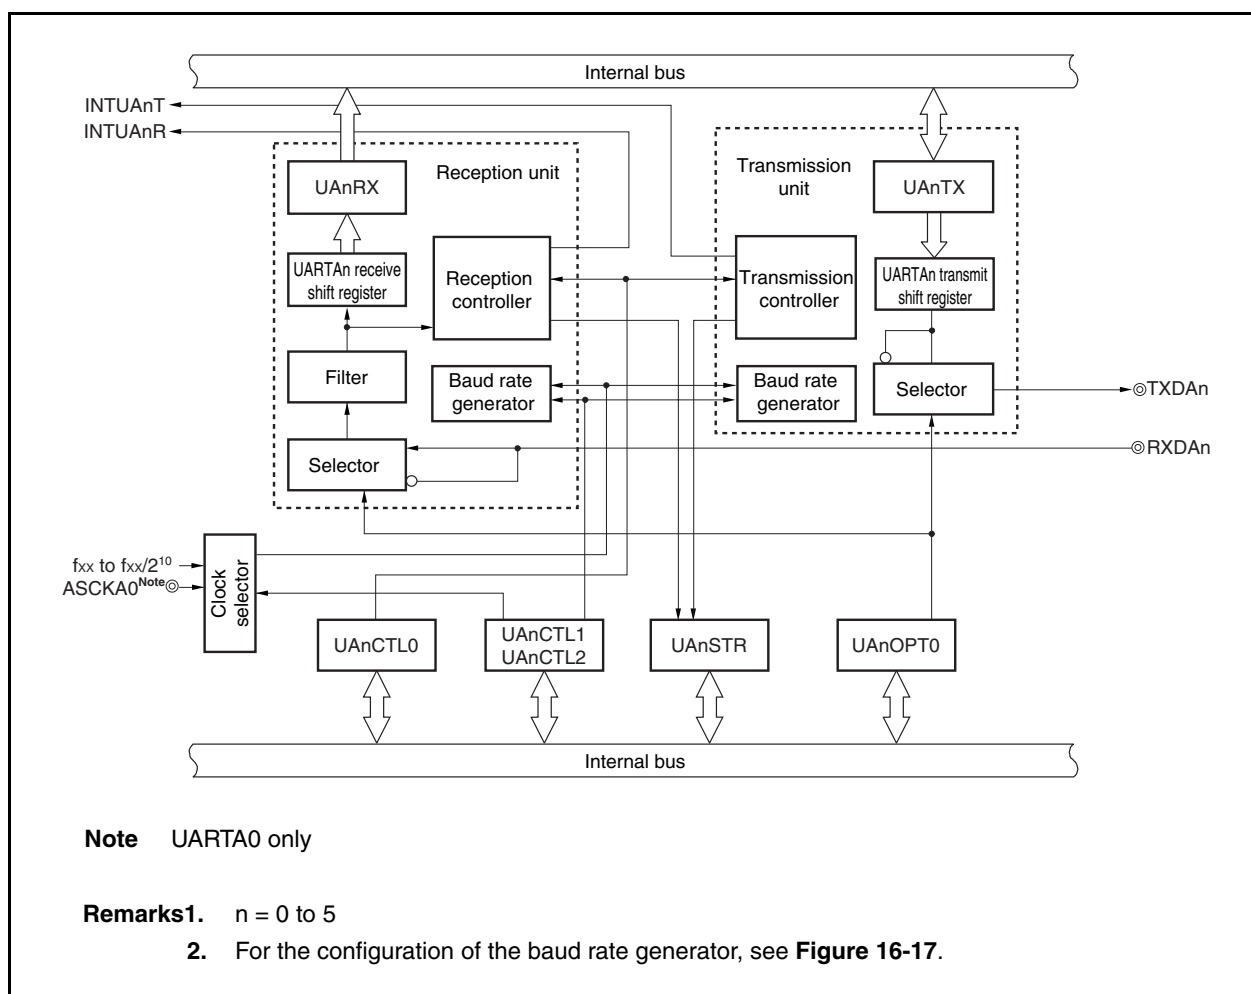 Internal bus
INTUAnT
INTUAnR
Reception unit
Transmission
unit
UAnRX
UAnTX
UARTAn receive
shift register
Reception
controller
Transmission
controller
UARTAn transmit
shift register
Filter
Baud rate
generator
Baud rate
generator
Selector
TXDAn
Selector
RXDAn
fxx to fxx/2¹⁰
ASCKA0Note
Clock
selector
UAnCTL0
UAnCTL1
UAnCTL2
UAnSTR
UAnOPT0
Internal bus
Note UARTA0 only
Remarks1. n = 0 to 5
2. For the configuration of the baud rate generator, see Figure 16-17.